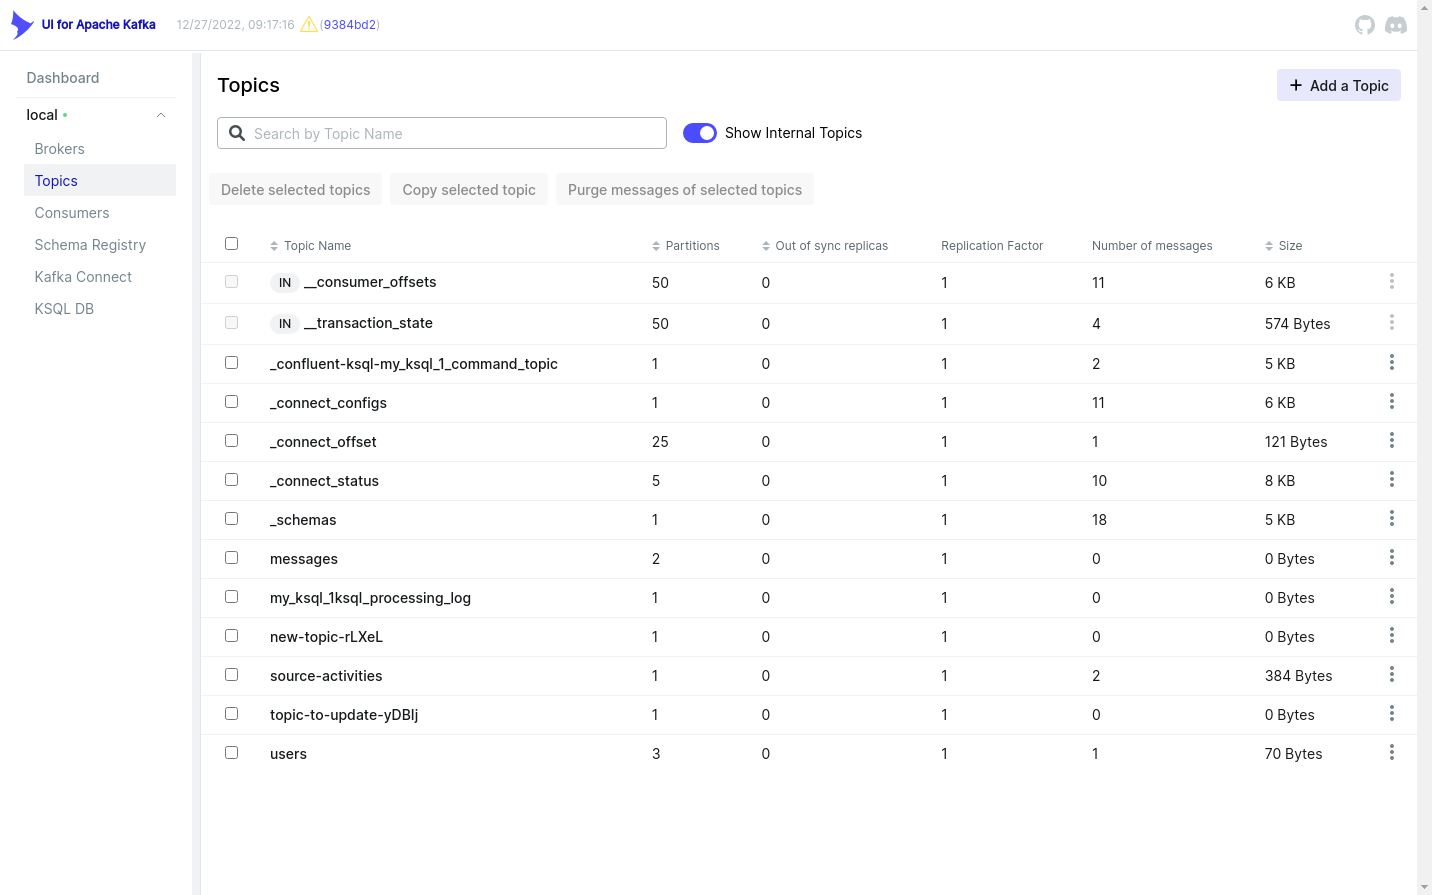 UI for Apache Kafka 12/27/2022, 09:17:16 (9384bd2)
Dashboard
local
Brokers
Topics
Consumers
Schema Registry
Kafka Connect
KSQL DB
Topics
Add a Topic
Search by Topic Name Show Internal Topics
Delete selected topics Copy selected topic Purge messages of selected topics
Topic Name Partitions Out of sync replicas Replication Factor Number of messages Size
IN __consumer_offsets 50 0 1 11 6 KB
IN __transaction_state 50 0 1 4 574 Bytes
_confluent-ksql-my_ksql_1_command_topic 1 0 1 2 5 KB
_connect_configs 1 0 1 11 6 KB
_connect_offset 25 0 1 1 121 Bytes
_connect_status 5 0 1 10 8 KB
_schemas 1 0 1 18 5 KB
messages 2 0 1 0 0 Bytes
my_ksql_1ksql_processing_log 1 0 1 0 0 Bytes
new-topic-rLXeL 1 0 1 0 0 Bytes
source-activities 1 0 1 2 384 Bytes
topic-to-update-yDBIj 1 0 1 0 0 Bytes
users 3 0 1 1 70 Bytes